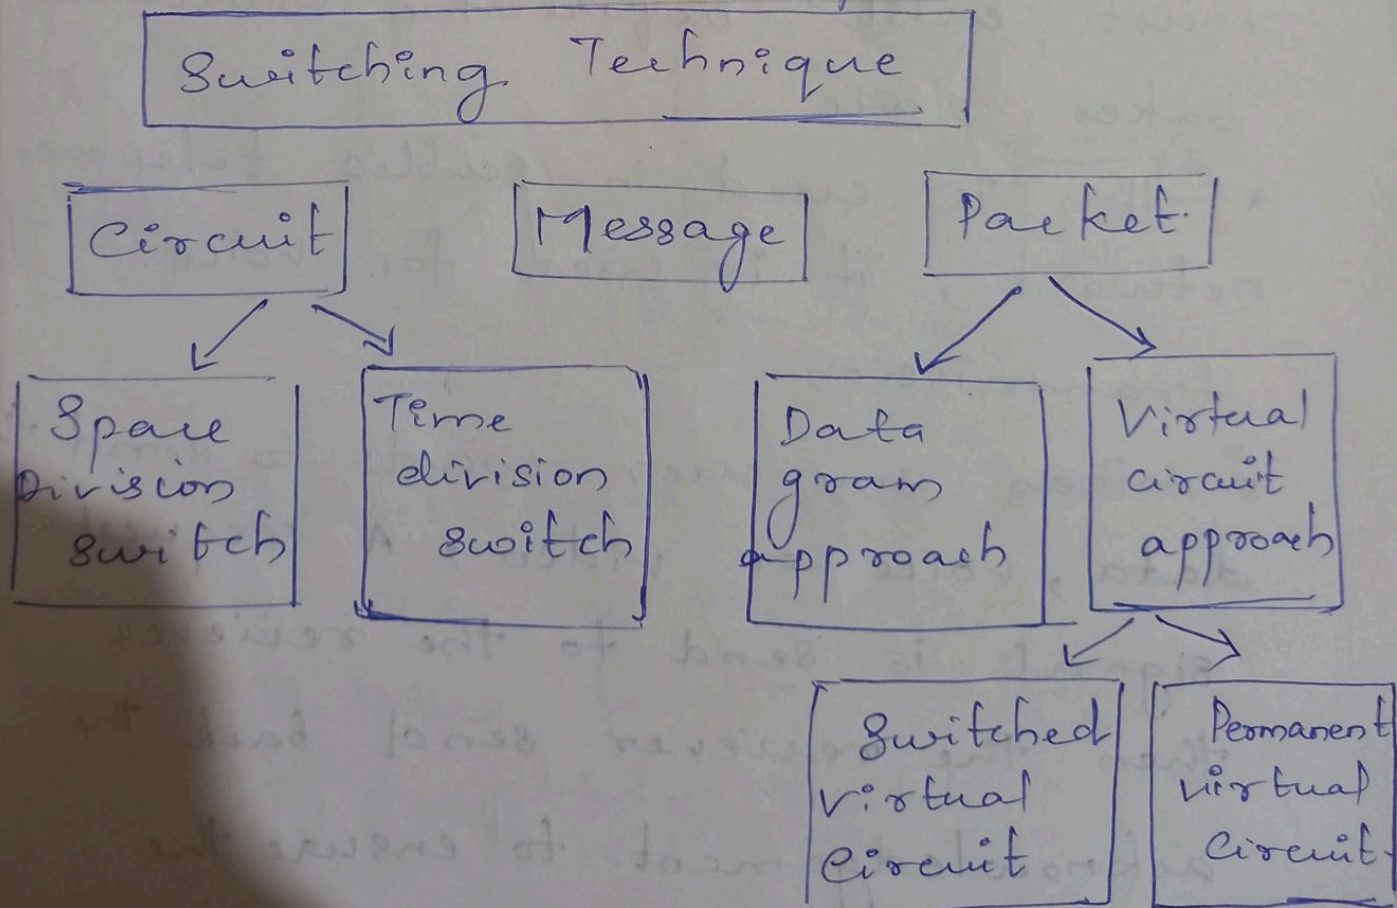 Switching Technique
Circuit
Message
Packet.
Space
Division
switch
Time
division
switch
Data
gram
approach
Virtual
circuit
approach
Switched
virtual
circuit
Permanent
virtual
circuit.